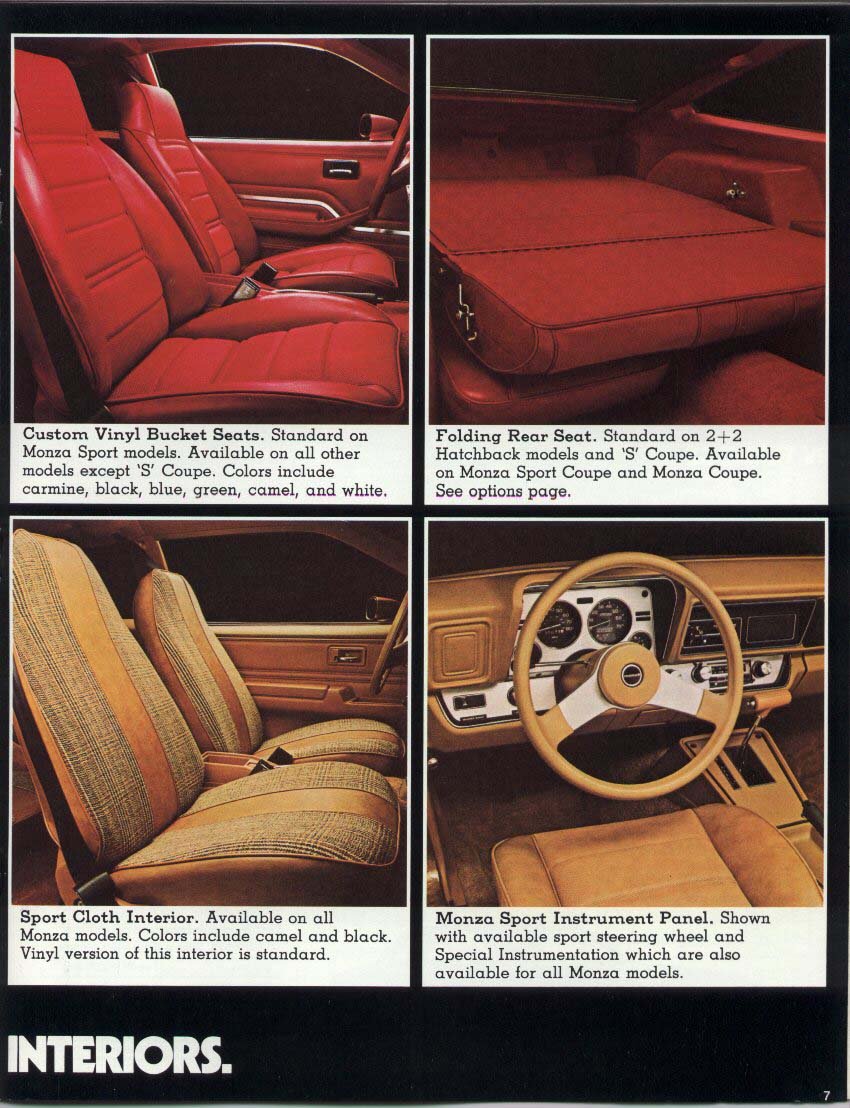 Custom Vinyl Bucket Seats. Standard on
Monza Sport models. Available on all other
models except 'S' Coupe. Colors include
carmine, black, blue, green, camel, and white.
Folding Rear Seat. Standard on 2+2
Hatchback models and 'S' Coupe. Available
on Monza Sport Coupe and Monza Coupe.
See options page.
Sport Cloth Interior. Available on all
Monza models. Colors include camel and black.
Vinyl version of this interior is standard.
Monza Sport Instrument Panel. Shown
with available sport steering wheel and
Special Instrumentation which are also
available for all Monza models.
INTERIORS.
7